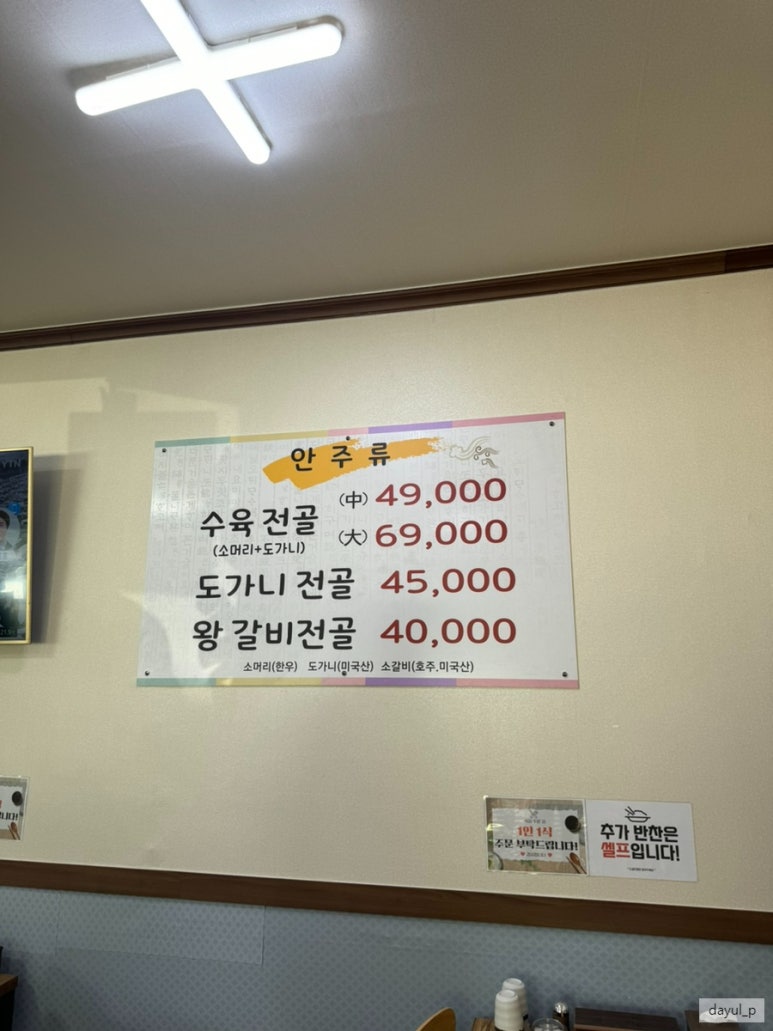 안주류
수육 전골 (中) 49,000
(소머리+도가니) (大) 69,000
도가니 전골 45,000
왕 갈비전골 40,000
소머리(한우) 도가니(미국산) 소갈비(호주.미국산)
1인 1식
주문 부탁드립니다!
추가 반찬은
셀프입니다!
dayul_p